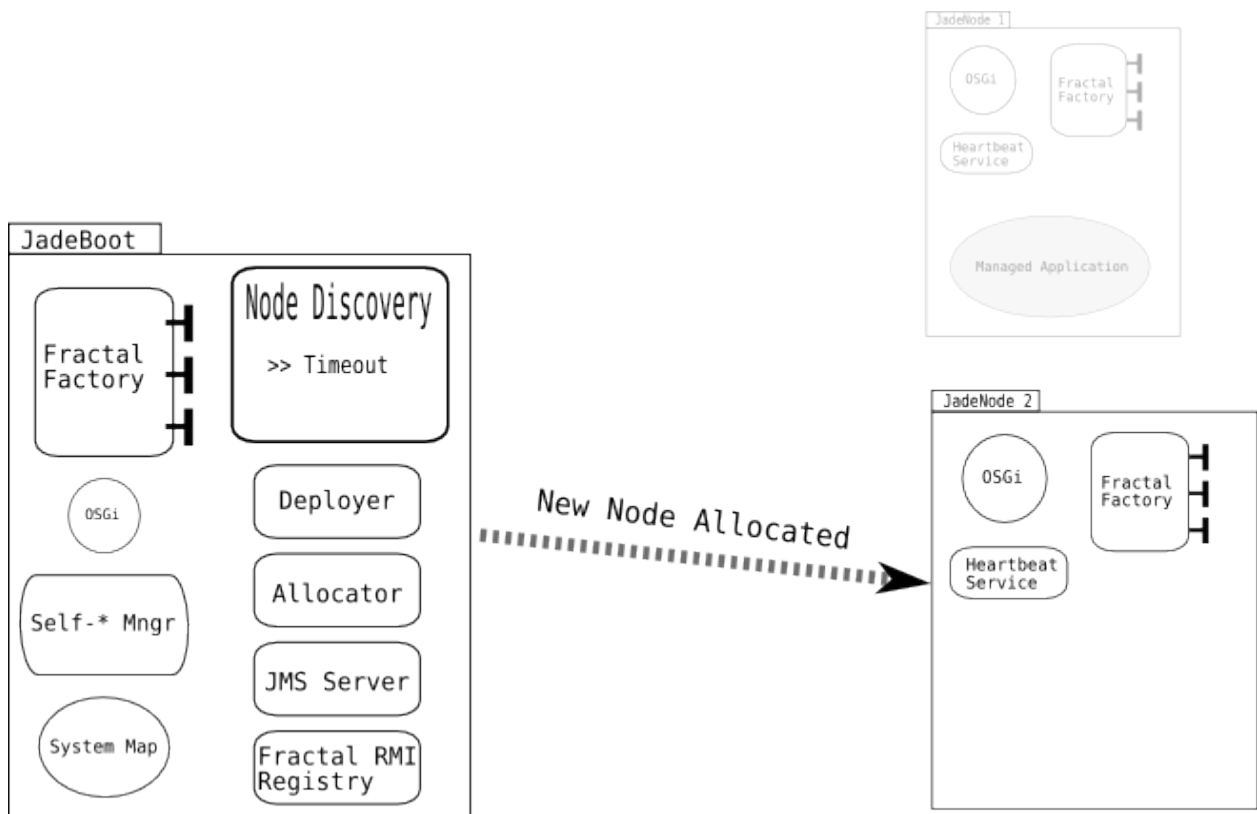 JadeNode 1
OSGi
Fractal
Factory
Heartbeat
Service
Managed Application
JadeBoot
Node Discovery
>> Timeout
Fractal
Factory
OSGi
Deployer
Allocator
Self-* Mngr
JMS Server
System Map
Fractal RMI
Registry
New Node Allocated
JadeNode 2
OSGi
Fractal
Factory
Heartbeat
Service